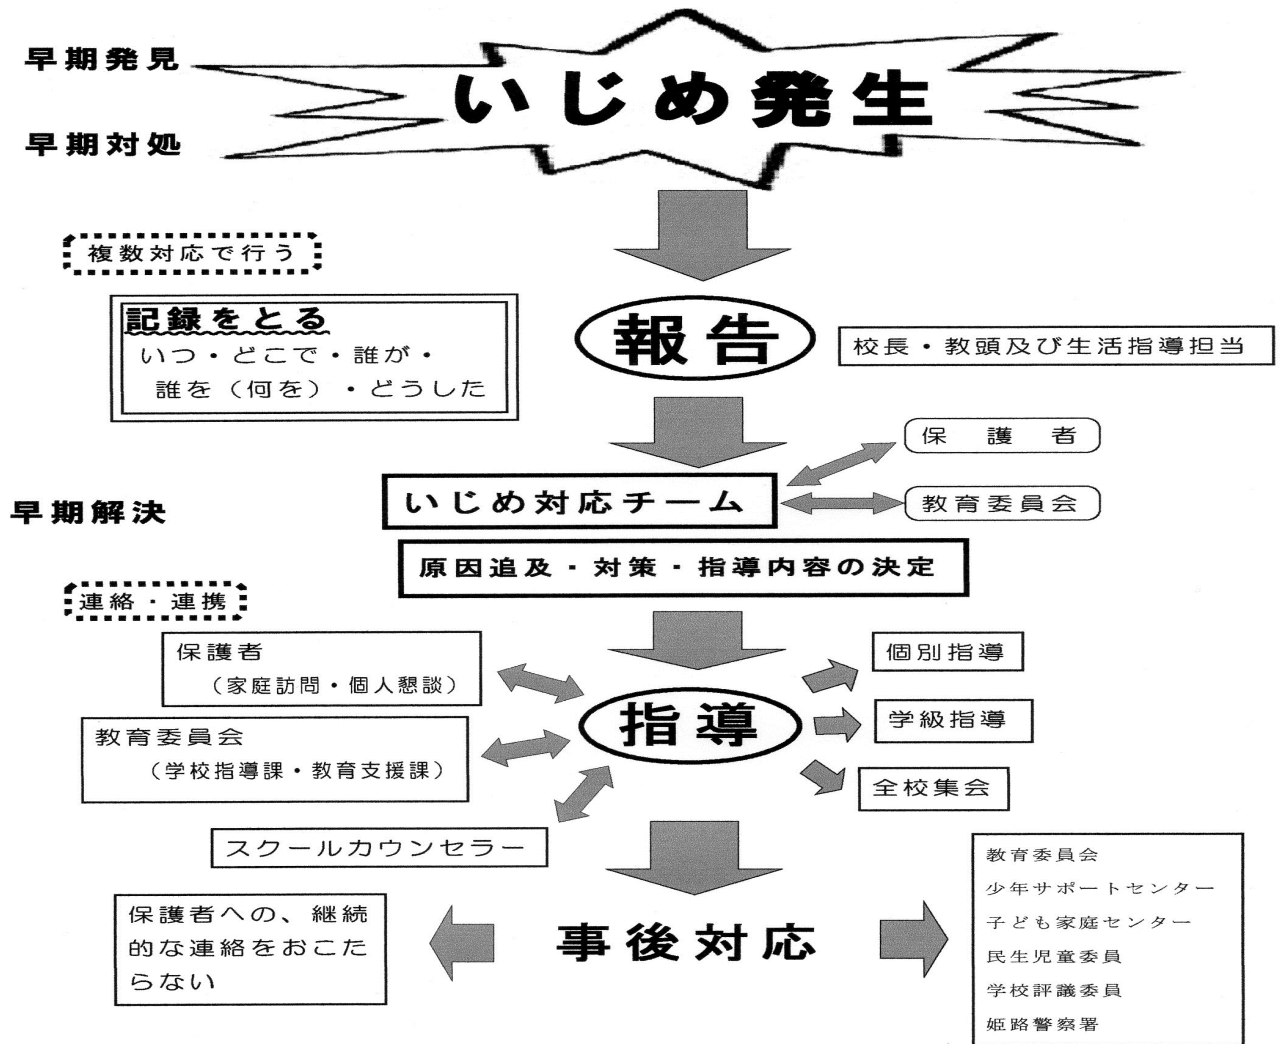 早期発見
いじめ発生
早期対処
複数対応で行う
記録をとる
いつ・どこで・誰が・
誰を（何を）・どうした
報告
校長・教頭及び生活指導担当
保　護　者
いじめ対応チーム
教育委員会
早期解決
原因追及・対策・指導内容の決定
連絡・連携
保護者
（家庭訪問・個人懇談）
教育委員会
（学校指導課・教育支援課）
スクールカウンセラー
指導
個別指導
学級指導
全校集会
保護者への、継続
的な連絡をおこた
らない
事後対応
教育委員会
少年サポートセンター
子ども家庭センター
民生児童委員
学校評議委員
姫路警察署